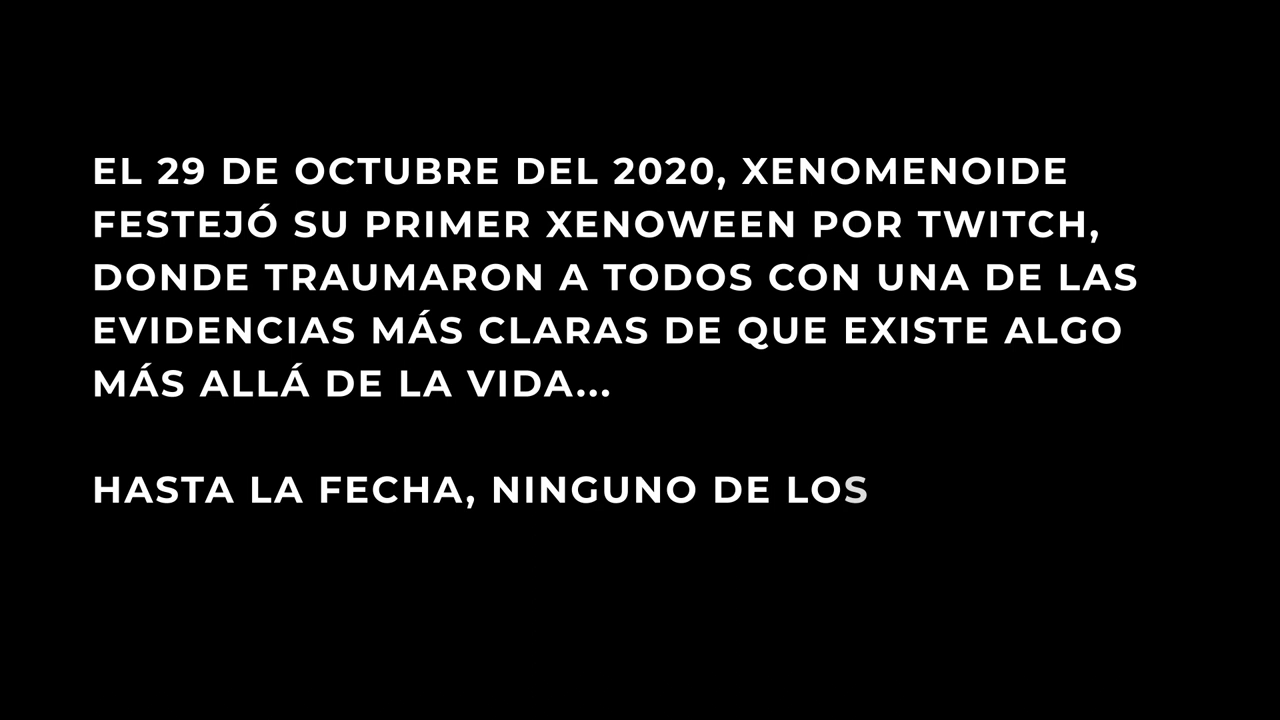 EL 29 DE OCTUBRE DEL 2020, XENOMENOIDE
FESTEJÓ SU PRIMER XENOWEEN POR TWITCH,
DONDE TRAUMARON A TODOS CON UNA DE LAS
EVIDENCIAS MÁS CLARAS DE QUE EXISTE ALGO
MÁS ALLÁ DE LA VIDA...
HASTA LA FECHA, NINGUNO DE LOS